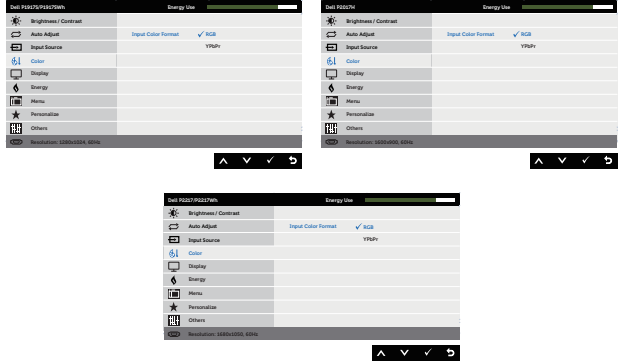 Dell P1917S/P1917SWh Energy Use
Brightness / Contrast
Auto Adjust Input Color Format ✓ RGB
Input Source YPbPr
Color
Display
Energy
Menu
Personalize
Others
Resolution: 1280x1024, 60Hz
Dell P2017H Energy Use
Brightness / Contrast
Auto Adjust Input Color Format ✓ RGB
Input Source YPbPr
Color
Display
Energy
Menu
Personalize
Others
Resolution: 1600x900, 60Hz
Dell P2217/P2217Wh Energy Use
Brightness / Contrast
Auto Adjust Input Color Format ✓ RGB
Input Source YPbPr
Color
Display
Energy
Menu
Personalize
Others
Resolution: 1680x1050, 60Hz